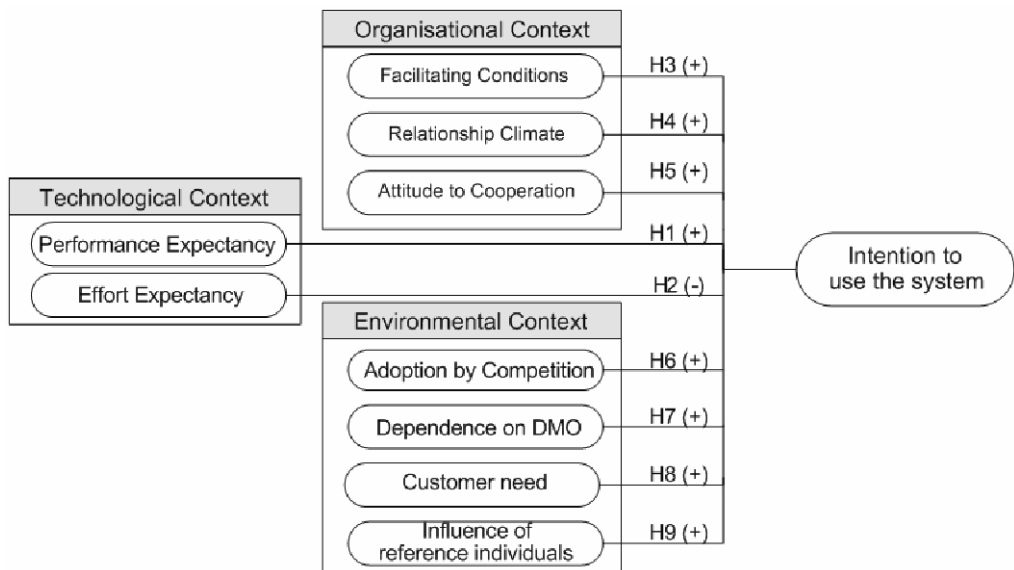 Organisational Context
Facilitating Conditions
H3 (+)
Relationship Climate
H4 (+)
Attitude to Cooperation
H5 (+)
Technological Context
Performance Expectancy
H1 (+)
Effort Expectancy
H2 (-)
Intention to
use the system
Environmental Context
Adoption by Competition
H6 (+)
Dependence on DMO
H7 (+)
Customer need
H8 (+)
Influence of
reference individuals
H9 (+)